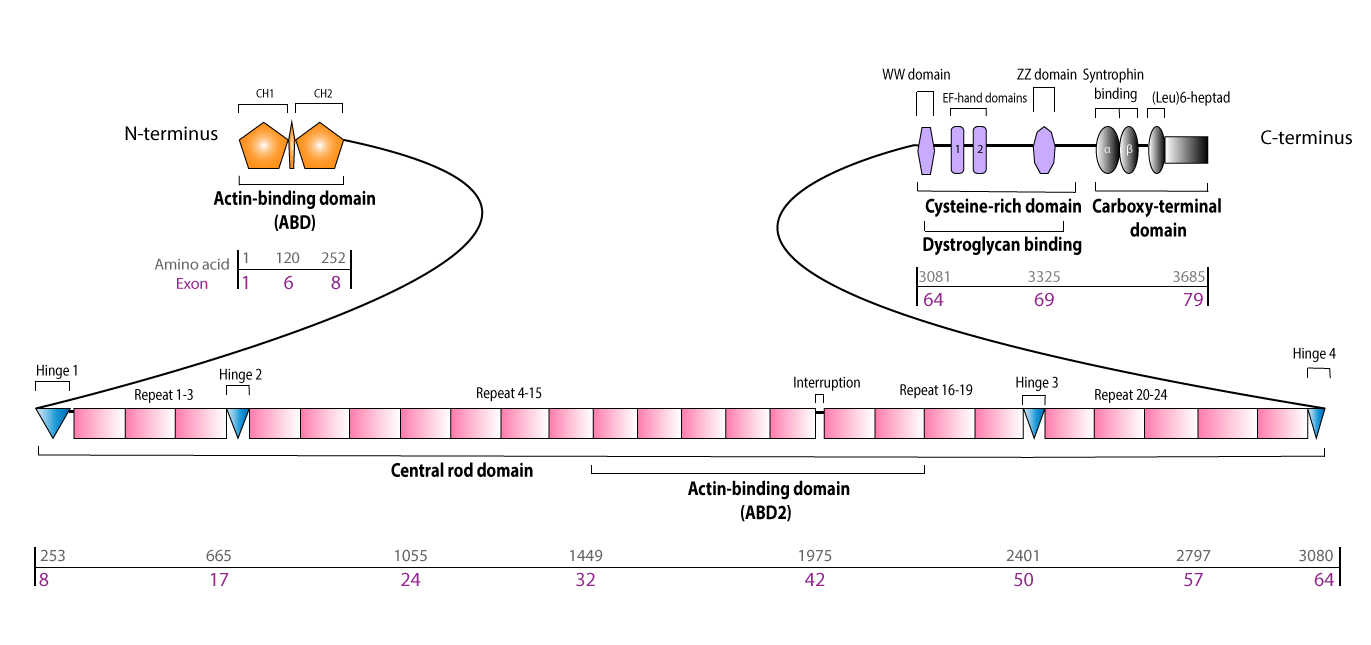 WW domain
ZZ domain
Syntrophin
binding
CH1
CH2
EF-hand domains
(Leu)6-heptad
N-terminus
C-terminus
1
2
α
β
Actin-binding domain
(ABD)
Cysteine-rich domain
Carboxy-terminal
domain
Dystroglycan binding
Amino acid 1 120 252
Exon 1 6 8
3081 3325 3685
64 69 79
Hinge 1
Repeat 1-3
Hinge 2
Repeat 4-15
Interruption
Repeat 16-19
Hinge 3
Repeat 20-24
Hinge 4
Central rod domain
Actin-binding domain
(ABD2)
253 665 1055 1449 1975 2401 2797 3080
8 17 24 32 42 50 57 64